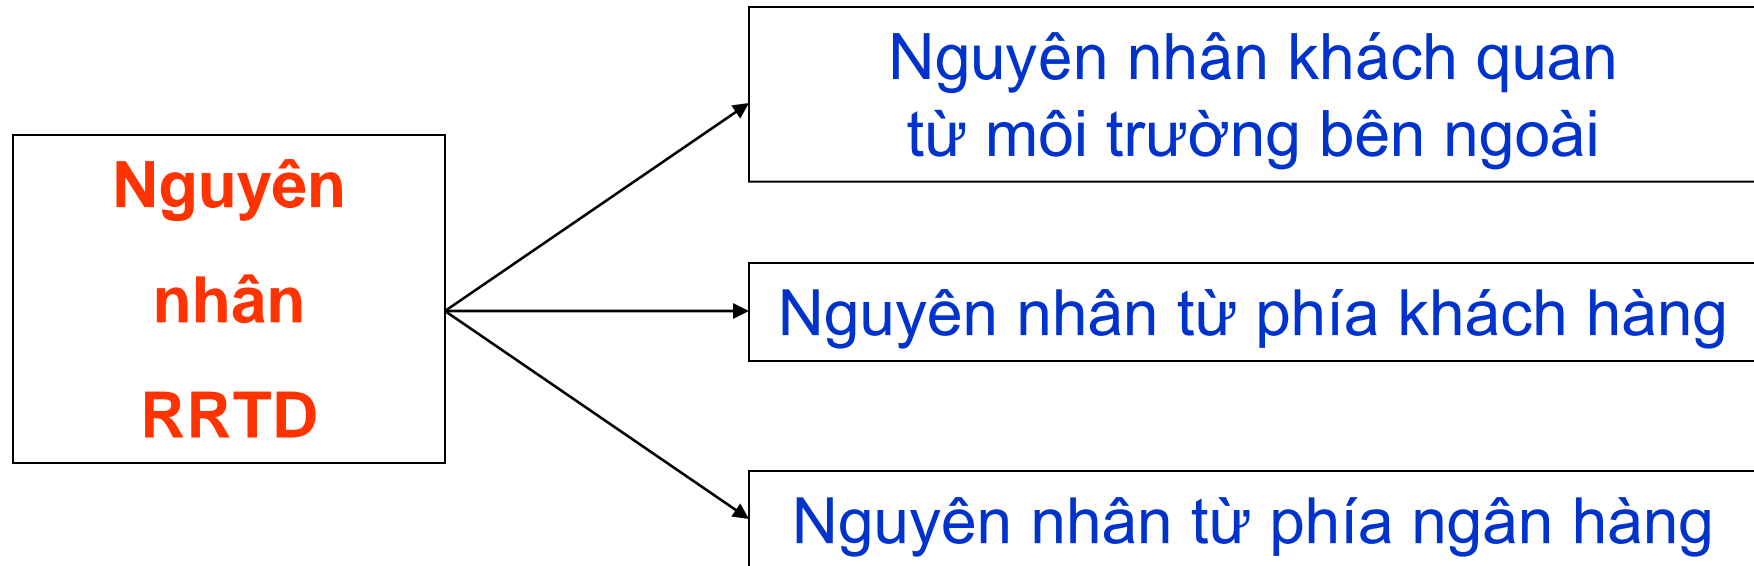 Nguyên
nhân
RRTD
Nguyên nhân khách quan
từ môi trường bên ngoài
Nguyên nhân từ phía khách hàng
Nguyên nhân từ phía ngân hàng